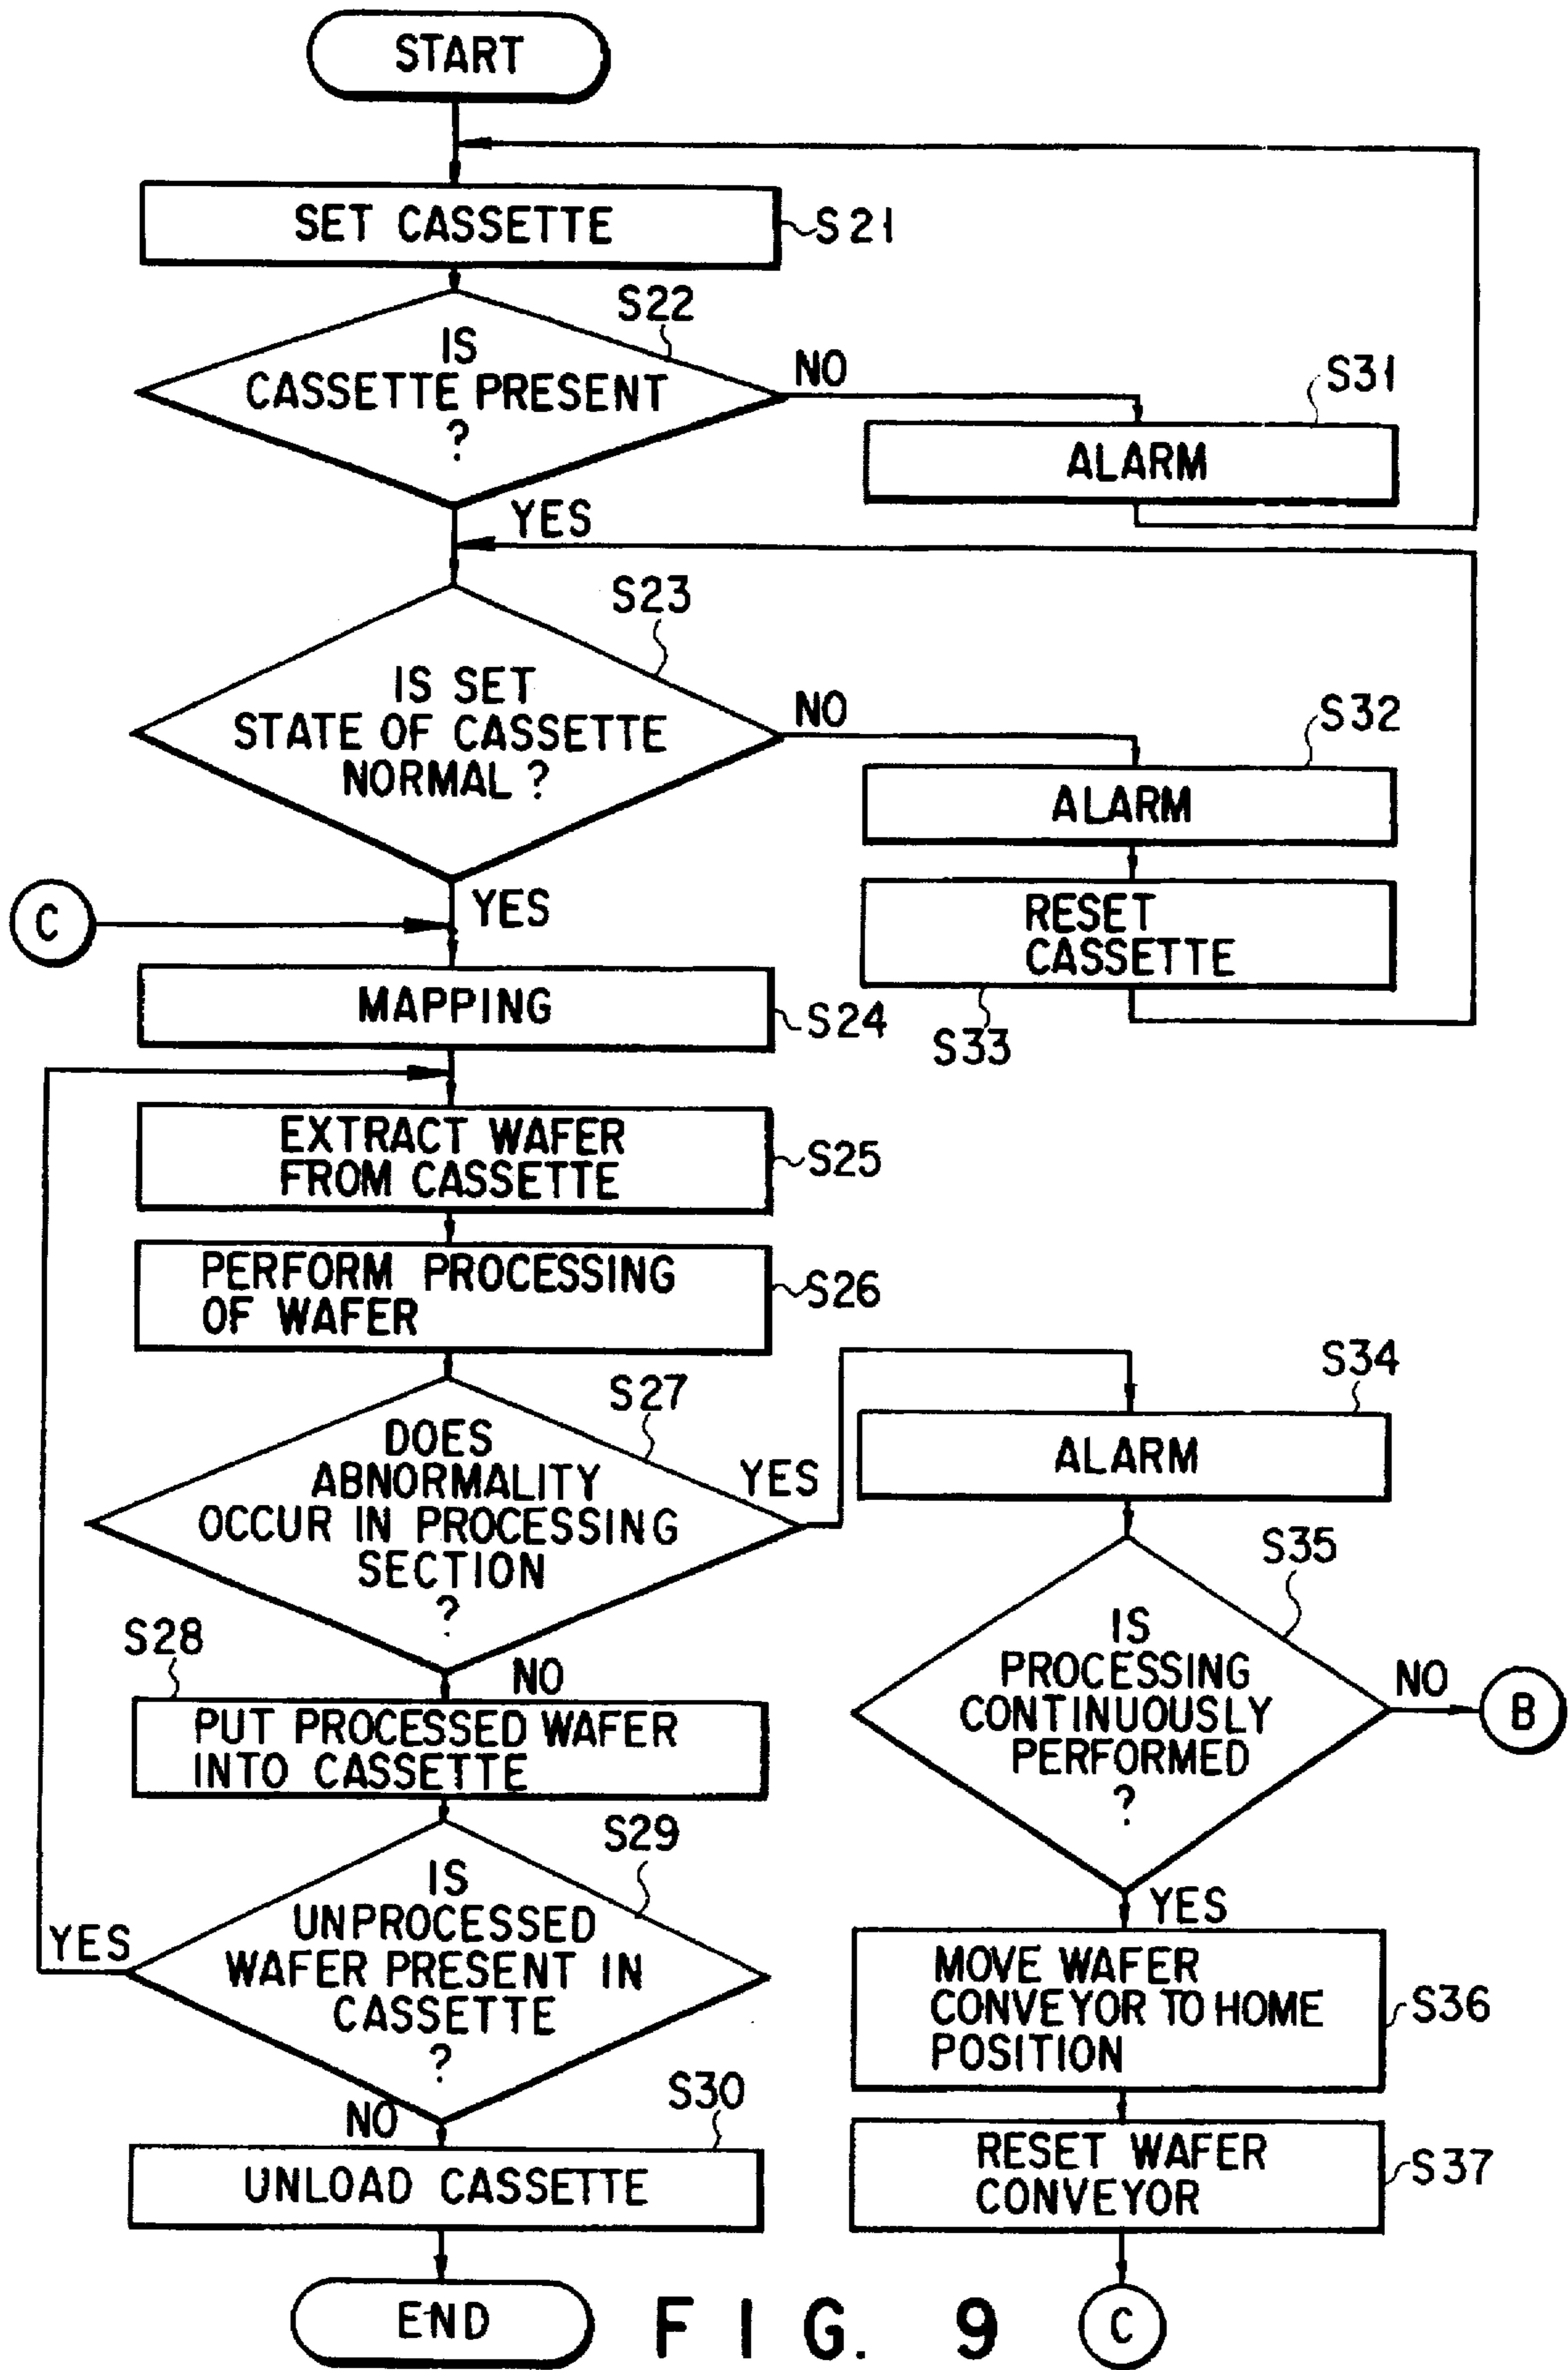 START
SET CASSETTE
S21
S22
IS
CASSETTE PRESENT
?
NO
S31
ALARM
YES
S23
IS SET
STATE OF CASSETTE
NORMAL ?
NO
S32
ALARM
RESET
CASSETTE
S33
C
YES
MAPPING
S24
EXTRACT WAFER
FROM CASSETTE
S25
PERFORM PROCESSING
OF WAFER
S26
S27
DOES
ABNORMALITY
OCCUR IN PROCESSING
SECTION
?
YES
S34
ALARM
S35
IS
PROCESSING
CONTINUOUSLY
PERFORMED
?
NO
B
S28
NO
PUT PROCESSED WAFER
INTO CASSETTE
S29
IS
UNPROCESSED
WAFER PRESENT IN
CASSETTE
?
YES
YES
MOVE WAFER
CONVEYOR TO HOME
POSITION
S36
NO
S30
UNLOAD CASSETTE
RESET WAFER
CONVEYOR
S37
END
FIG. 9
C